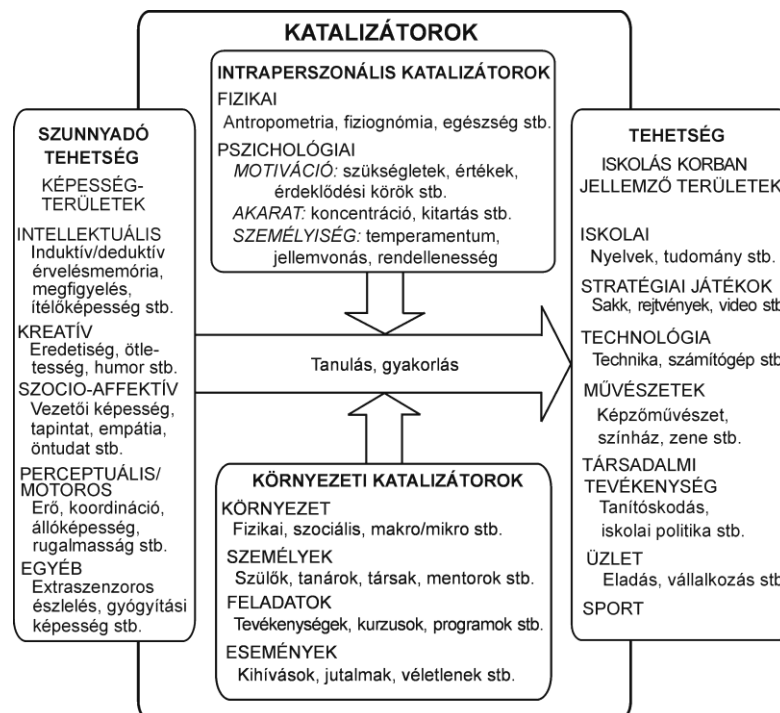 KATALIZÁTOROK
INTRAPERSZONÁLIS KATALIZÁTOROK
FIZIKAI
Antropometria, fiziognómia, egészség stb.
PSZICHOLÓGIAI
MOTIVÁCIÓ: szükségletek, értékek,
érdeklődési körök stb.
AKARAT: koncentráció, kitartás stb.
SZEMÉLYISÉG: temperamentum,
jellemvonás, rendellenesség
SZUNNYADÓ
TEHETSÉG
KÉPESSÉG-
TERÜLETEK
INTELLEKTUÁLIS
Induktív/deduktív
érvelésmemória,
megfigyelés,
ítélőképesség stb.
KREATÍV
Eredetiség, ötle-
tesség, humor stb.
SZOCIO-AFFEKTÍV
Vezetői képesség,
tapintat, empátia,
öntudat stb.
PERCEPTUÁLIS/
MOTOROS
Erő, koordináció,
állóképesség,
rugalmasság stb.
EGYÉB
Extraszenzoros
észlelés, gyógyítási
képesség stb.
Tanulás, gyakorlás
KÖRNYEZETI KATALIZÁTOROK
KÖRNYEZET
Fizikai, szociális, makro/mikro stb.
SZEMÉLYEK
Szülők, tanárok, társak, mentorok stb.
FELADATOK
Tevékenységek, kurzusok, programok stb.
ESEMÉNYEK
Kihívások, jutalmak, véletlenek stb.
TEHETSÉG
ISKOLÁS KORBAN
JELLEMZŐ TERÜLETEK
ISKOLAI
Nyelvek, tudomány stb.
STRATÉGIAI JÁTÉKOK
Sakk, rejtvények, video stb
TECHNOLÓGIA
Technika, számítógép stb
MŰVÉSZETEK
Képzőművészet,
színház, zene stb.
TÁRSADALMI
TEVÉKENYSÉG
Tanítóskodás,
iskolai politika stb.
ÜZLET
Eladás, vállalkozás stb
SPORT